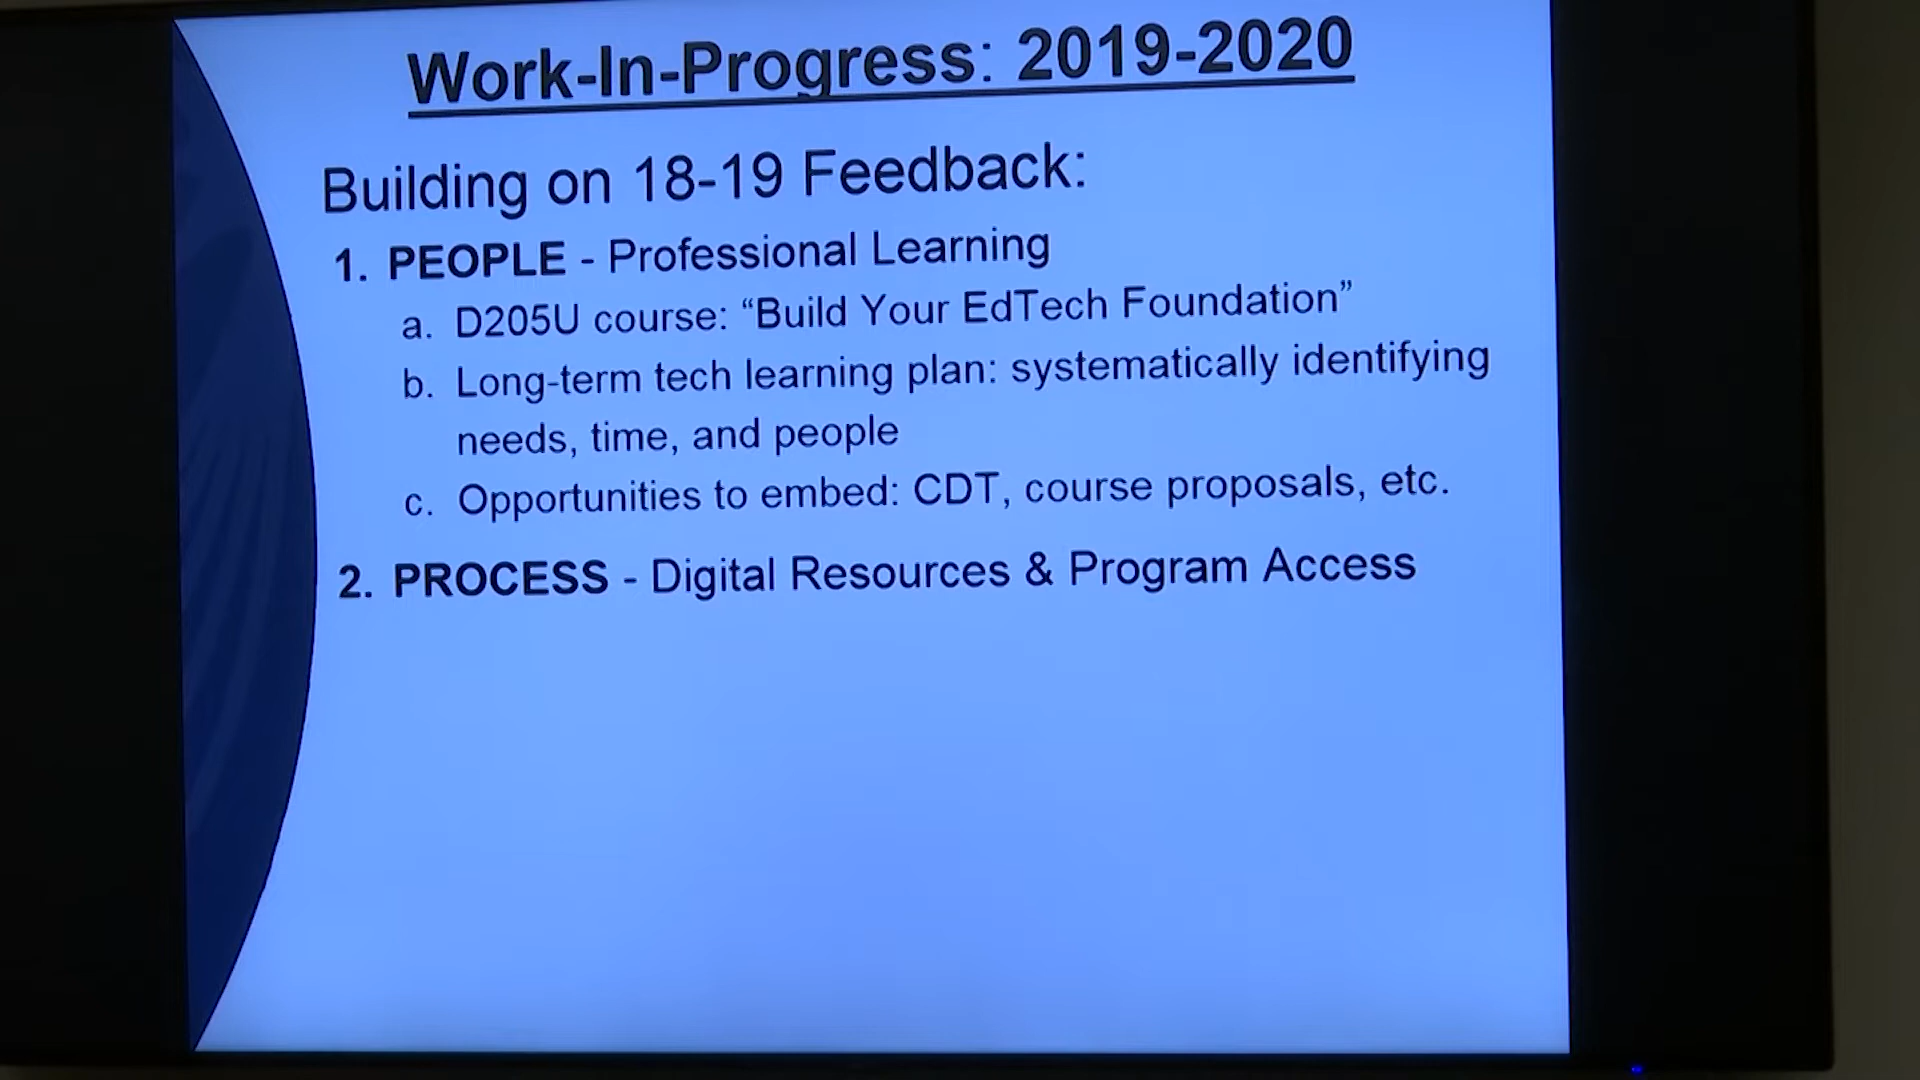 Work-In-Progress: 2019-2020
Building on 18-19 Feedback:
1. PEOPLE - Professional Learning
a. D205U course: “Build Your EdTech Foundation”
b. Long-term tech learning plan: systematically identifying
needs, time, and people
c. Opportunities to embed: CDT, course proposals, etc.
2. PROCESS - Digital Resources & Program Access